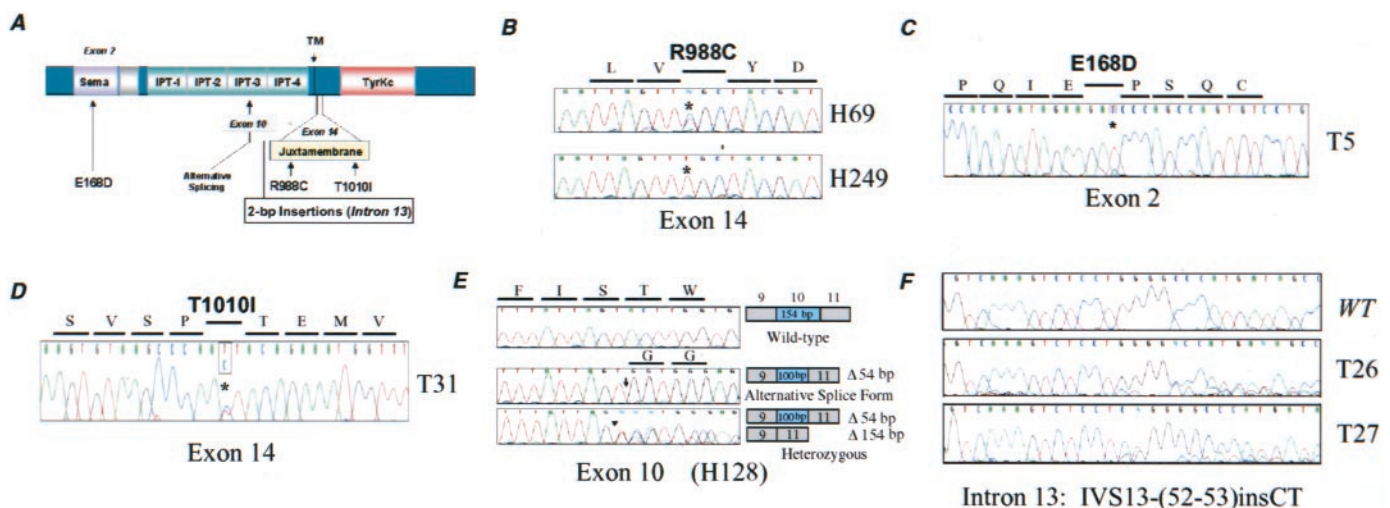 A
Exon 2
TM
Sema
IPT-1
IPT-2
IPT-3
IPT-4
TyrKc
Exon 10
Exon 14
Juxtamembrane
E168D
Alternative
Splicing
R988C
T1010I
2-bp Insertions (Intron 13)
B
R988C
L V Y D
*
H69
*
H249
Exon 14
C
E168D
P Q I E P S Q C
*
T5
Exon 2
D
T1010I
S V S P T E M V
C
*
T31
Exon 14
E
F I S T W
9 10 11
154 bp
Wild-type
G G
9 100bp 11 Δ 54 bp
Alternative Splice Form
9 100bp 11 Δ 54 bp
9 11 Δ 154 bp
Heterozygous
Exon 10 (H128)
F
WT
T26
T27
Intron 13: IVS13-(52-53)insCT